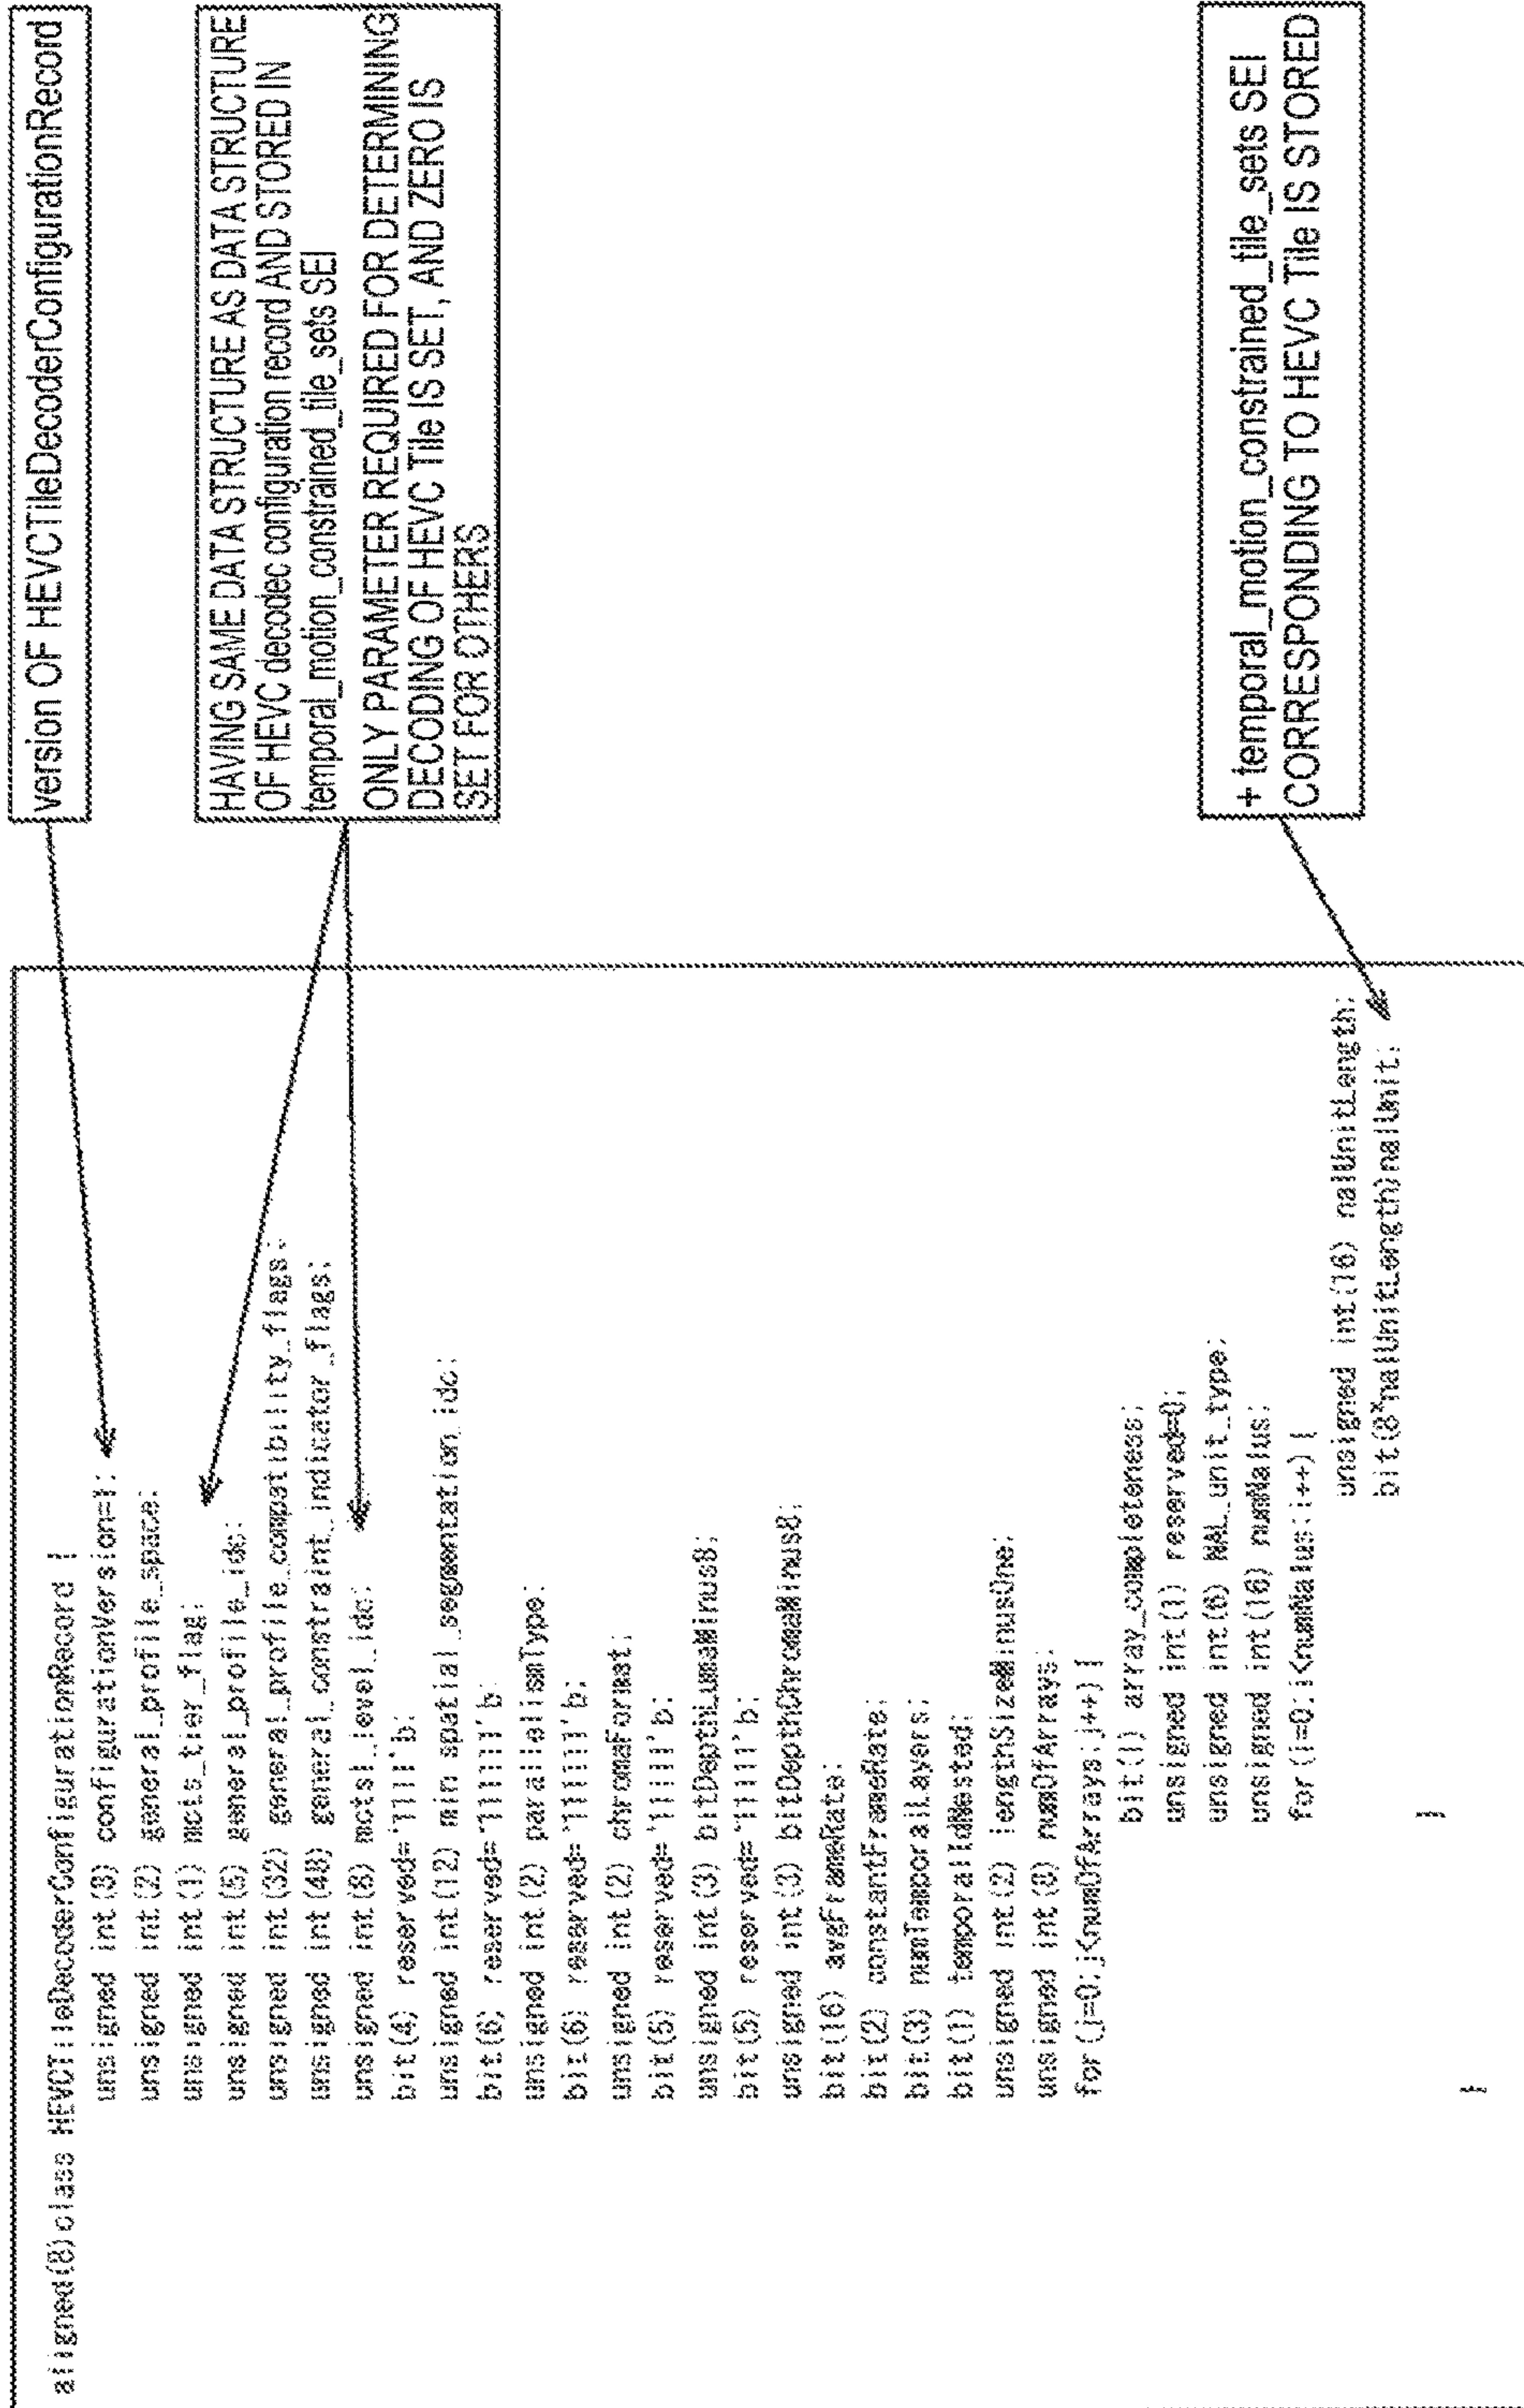 aligned(8) class HEVCTileDecoderConfigurationRecord {
unsigned int(8) configurationVersion=1;
unsigned int(2) general_profile_space;
unsigned int(1) mcts_tier_flag;
unsigned int(5) general_profile_idc;
unsigned int(32) general_profile_compatibility_flags;
unsigned int(48) general_constraint_indicator_flags;
unsigned int(8) mctsl_level_idc;
bit(4) reserved='1111'b;
unsigned int(12) min_spatial_segmentation_idc;
bit(6) reserved='111111'b;
unsigned int(2) parallelismType;
bit(6) reserved='111111'b;
unsigned int(2) chromaFormat;
bit(5) reserved='11111'b;
unsigned int(3) bitDepthLumaMinus8;
bit(5) reserved='11111'b;
unsigned int(3) bitDepthChromaMinus8;
bit(16) avgFrameRate;
bit(2) constantFrameRate;
bit(3) numTemporalLayers;
bit(1) temporalIdNested;
unsigned int(2) lengthSizeMinusOne;
unsigned int(8) numOfArrays;
for(j=0;j<numOfArrays;j++){
bit(1) array_completeness;
unsigned int(1) reserved=0;
unsigned int(6) NAL_unit_type;
unsigned int(16) numNalus;
for(i=0;i<numNalus;i++){
unsigned int(16) nalUnitLength;
bit(8*nalUnitLength)nalUnit;
}
}
version OF HEVCTileDecoderConfigurationRecord
HAVING SAME DATA STRUCTURE AS DATA STRUCTURE
OF HEVC decodec configuration record AND STORED IN
temporal_motion_constrained_tile_sets SEI
ONLY PARAMETER REQUIRED FOR DETERMINING
DECODING OF HEVC Tile IS SET, AND ZERO IS
SET FOR OTHERS
+ temporal_motion_constrained_tile_sets SEI
CORRESPONDING TO HEVC Tile IS STORED